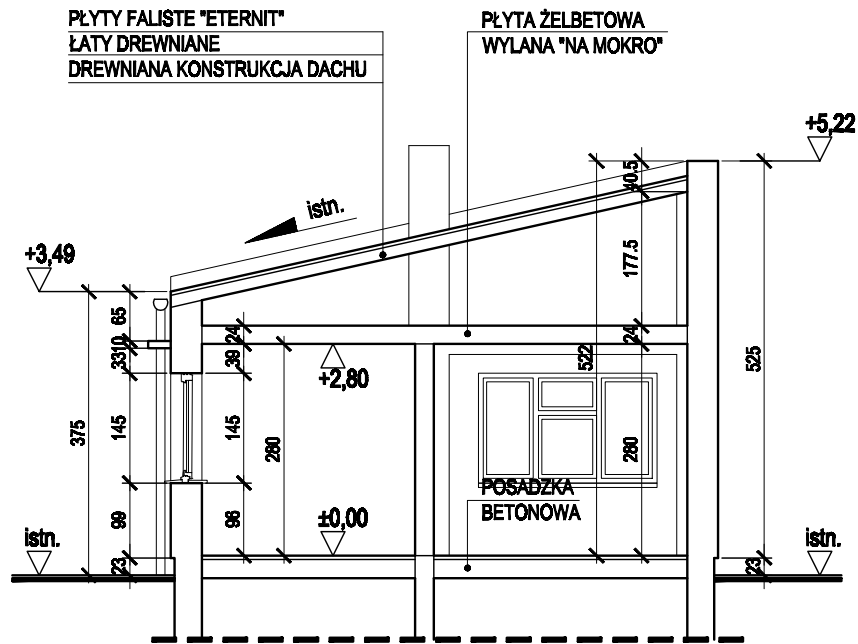 PŁYTY FALISTE "ETERNIT"
ŁATY DREWNIANE
DREWNIANA KONSTRUKCJA DACHU
PŁYTA ŻELBETOWA
WYLANA "NA MOKRO"
+5,22
40.5
istn.
+3,49
177.5
65
24
24
10
33
39
522
525
+2,80
375
145
145
280
280
POSADZKA
BETONOWA
99
96
±0,00
istn.
istn.
23
23